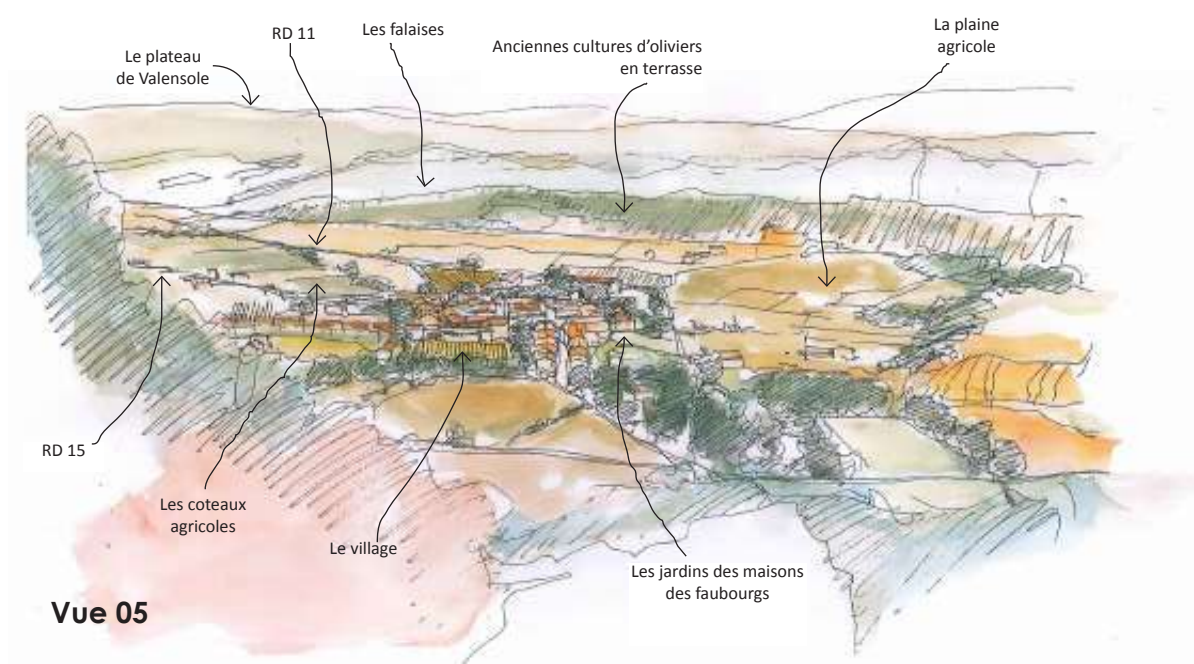 Le plateau
de Valensole
RD 11
Les falaises
Anciennes cultures d'oliviers
en terrasse
La plaine
agricole
RD 15
Les coteaux
agricoles
Le village
Les jardins des maisons
des faubourgs
Vue 05